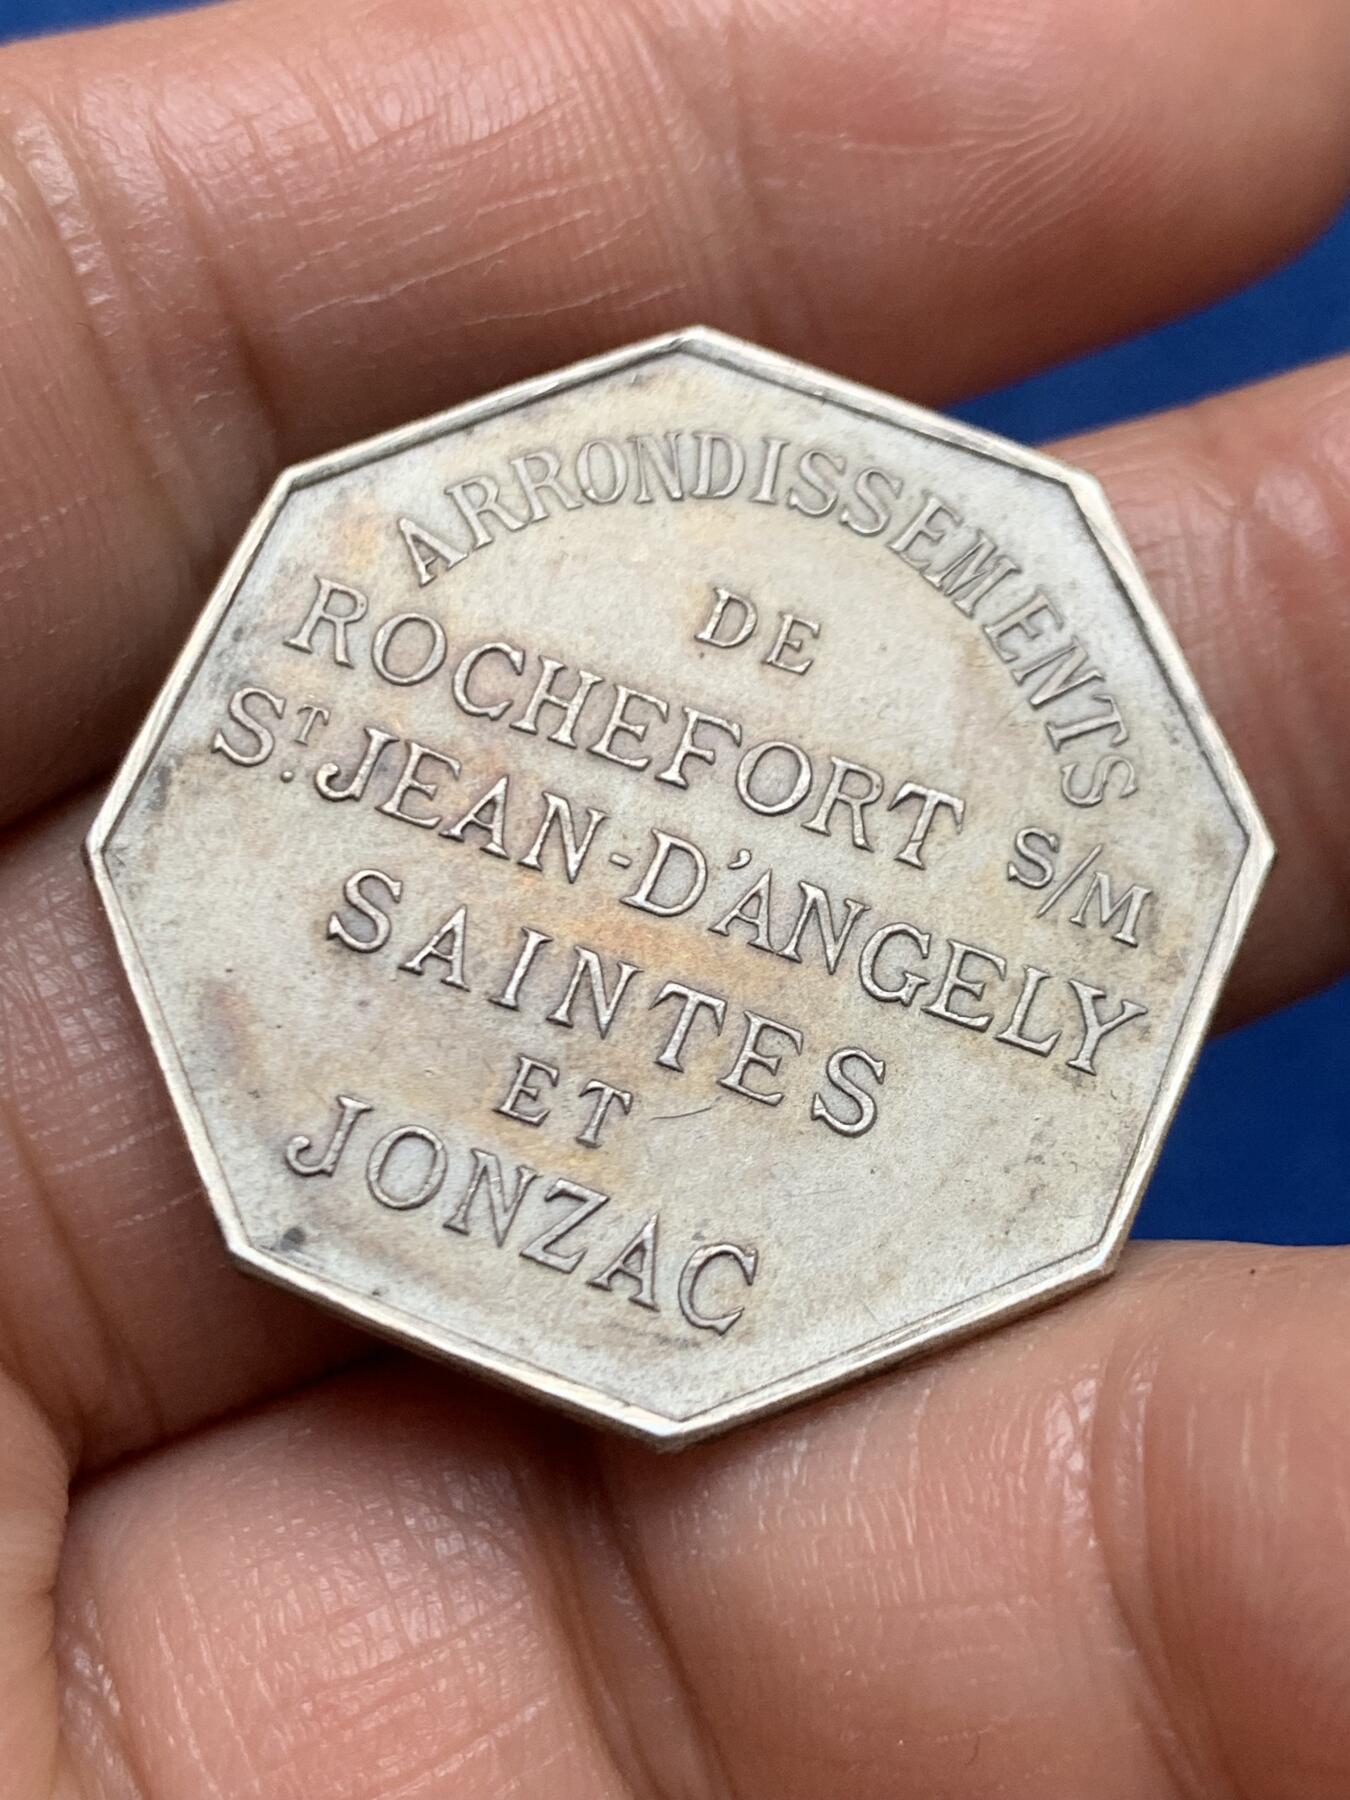 ARRONDISSEMENTS
DE
ROCHEFORT S/M
ST. JEAN-D'ANGELY
SAINTES
ET
JONZAC